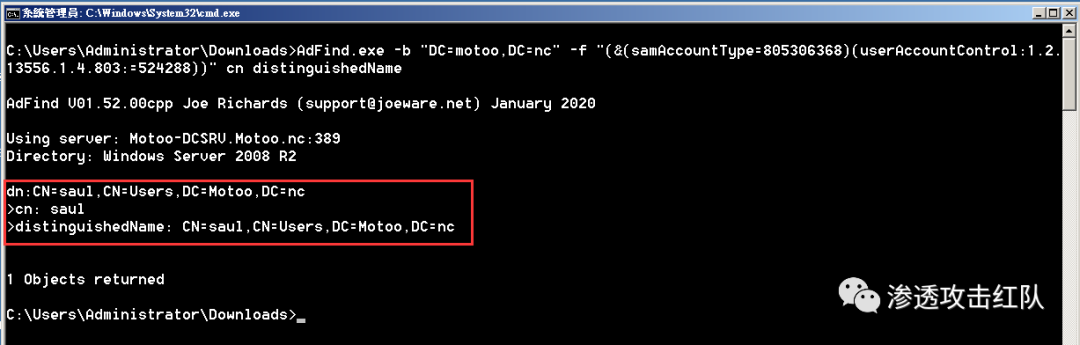 系統管理員: C:\Windows\System32\cmd.exe
C:\Users\Administrator\Downloads>AdFind.exe -b "DC=motoo,DC=nc" -f "(&(samAccountType=805306368)(userAccountControl:1.2.
13556.1.4.803:=524288))" cn distinguishedName
AdFind V01.52.00cpp Joe Richards (support@joeware.net) January 2020
Using server: Motoo-DCSRV.Motoo.nc:389
Directory: Windows Server 2008 R2
dn:CN=saul,CN=Users,DC=Motoo,DC=nc
>cn: saul
>distinguishedName: CN=saul,CN=Users,DC=Motoo,DC=nc
1 Objects returned
渗透攻击红队
C:\Users\Administrator\Downloads>_